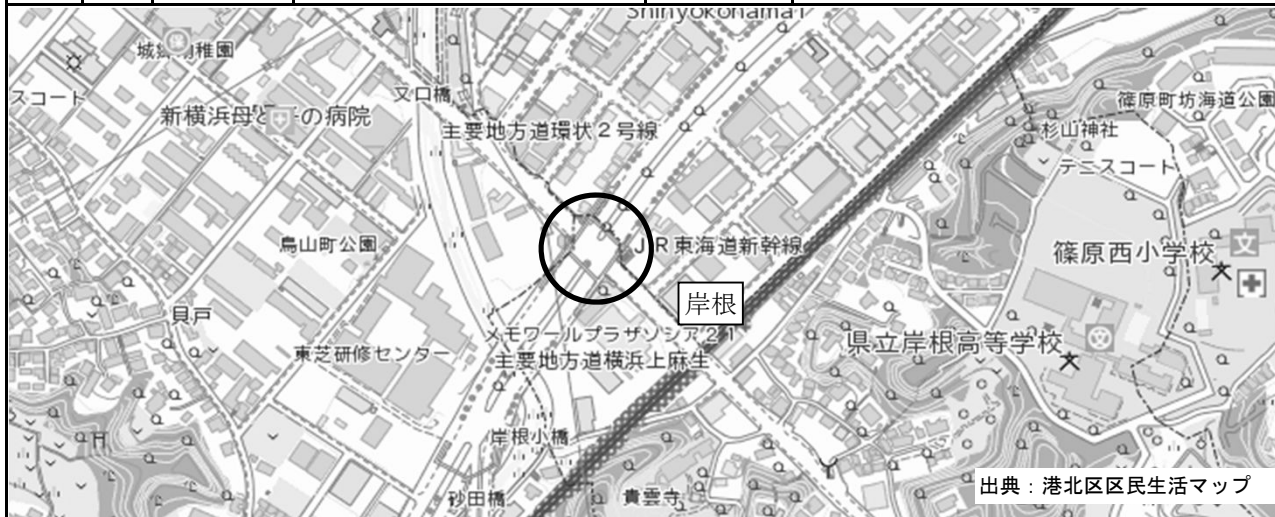 Shinyokohama1
城郷幼稚園
スコート
又口橋
篠原町坊海道公園
新横浜母と子の病院
主要地方道環状2号線
杉山神社
テニスコート
鳥山町公園
JR東海道新幹線
篠原西小学校
岸根
貝戸
メモワールプラザソシア21
東芝研修センター
主要地方道横浜上麻生
県立岸根高等学校
岸根小橋
砂田橋
貴雲寺
出典：港北区区民生活マップ